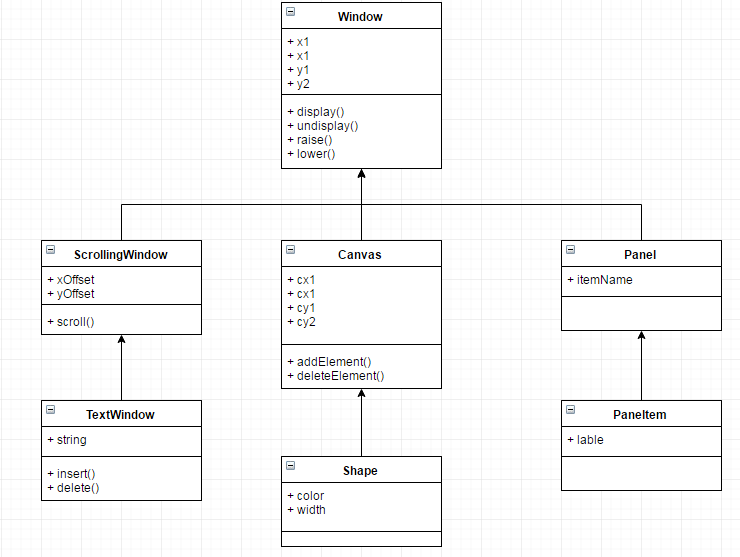 Window
+ x1
+ x1
+ y1
+ y2
+ display()
+ undisplay()
+ raise()
+ lower()
ScrollingWindow
+ xOffset
+ yOffset
+ scroll()
Canvas
+ cx1
+ cx1
+ cy1
+ cy2
+ addElement()
+ deleteElement()
Panel
+ itemName
TextWindow
+ string
+ insert()
+ delete()
Shape
+ color
+ width
PaneItem
+ lable